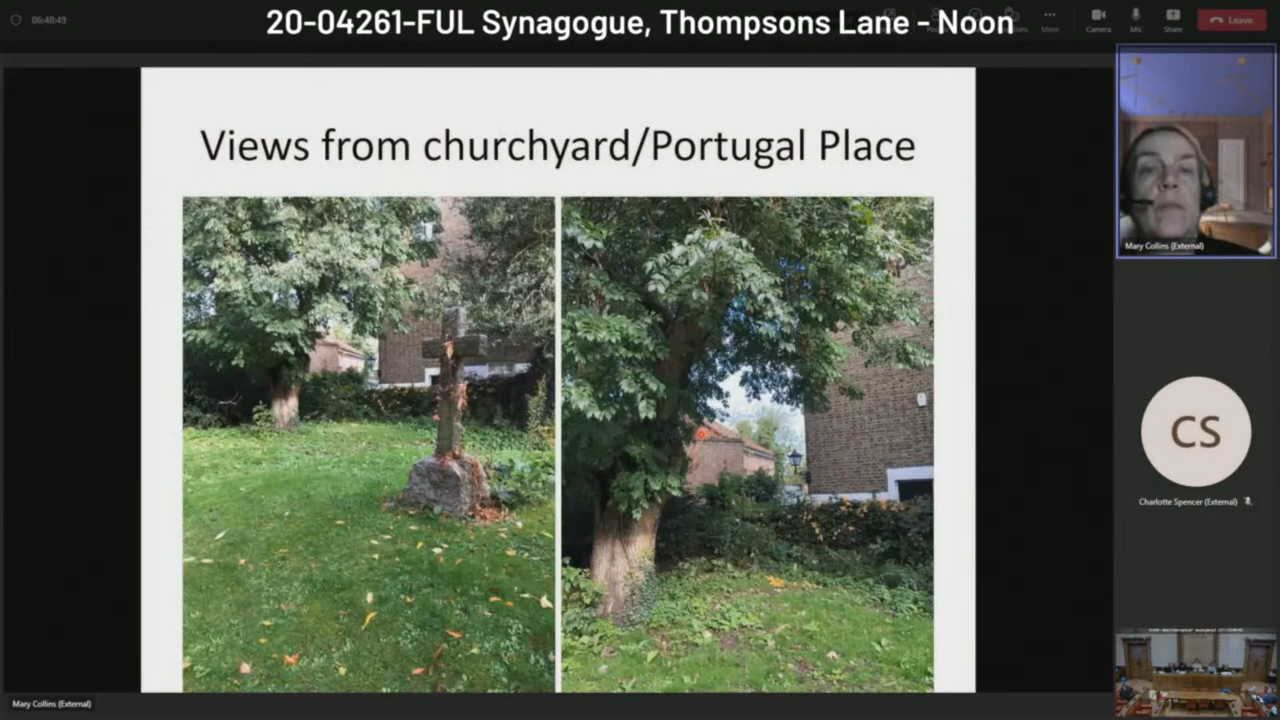 20-04261-FUL Synagogue, Thompsons Lane - Noon
06:48:49
More
Camera
Mic
Share
Leave
Views from churchyard/Portugal Place
Mary Collins (External)
CS
Charlotte Spencer (External)
Mary Collins (External)